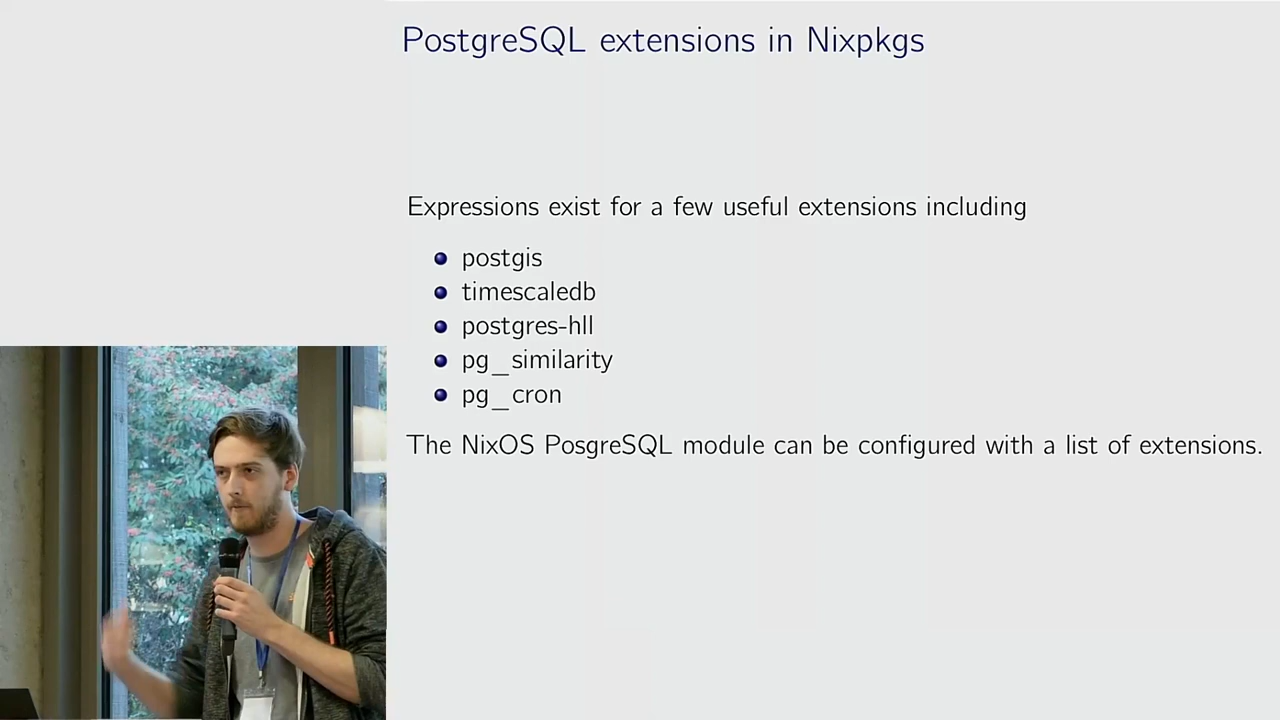 PostgreSQL extensions in Nixpkgs
Expressions exist for a few useful extensions including
postgis
timescaledb
postgres-hll
pg_similarity
pg_cron
The NixOS PosgreSQL module can be configured with a list of extensions.